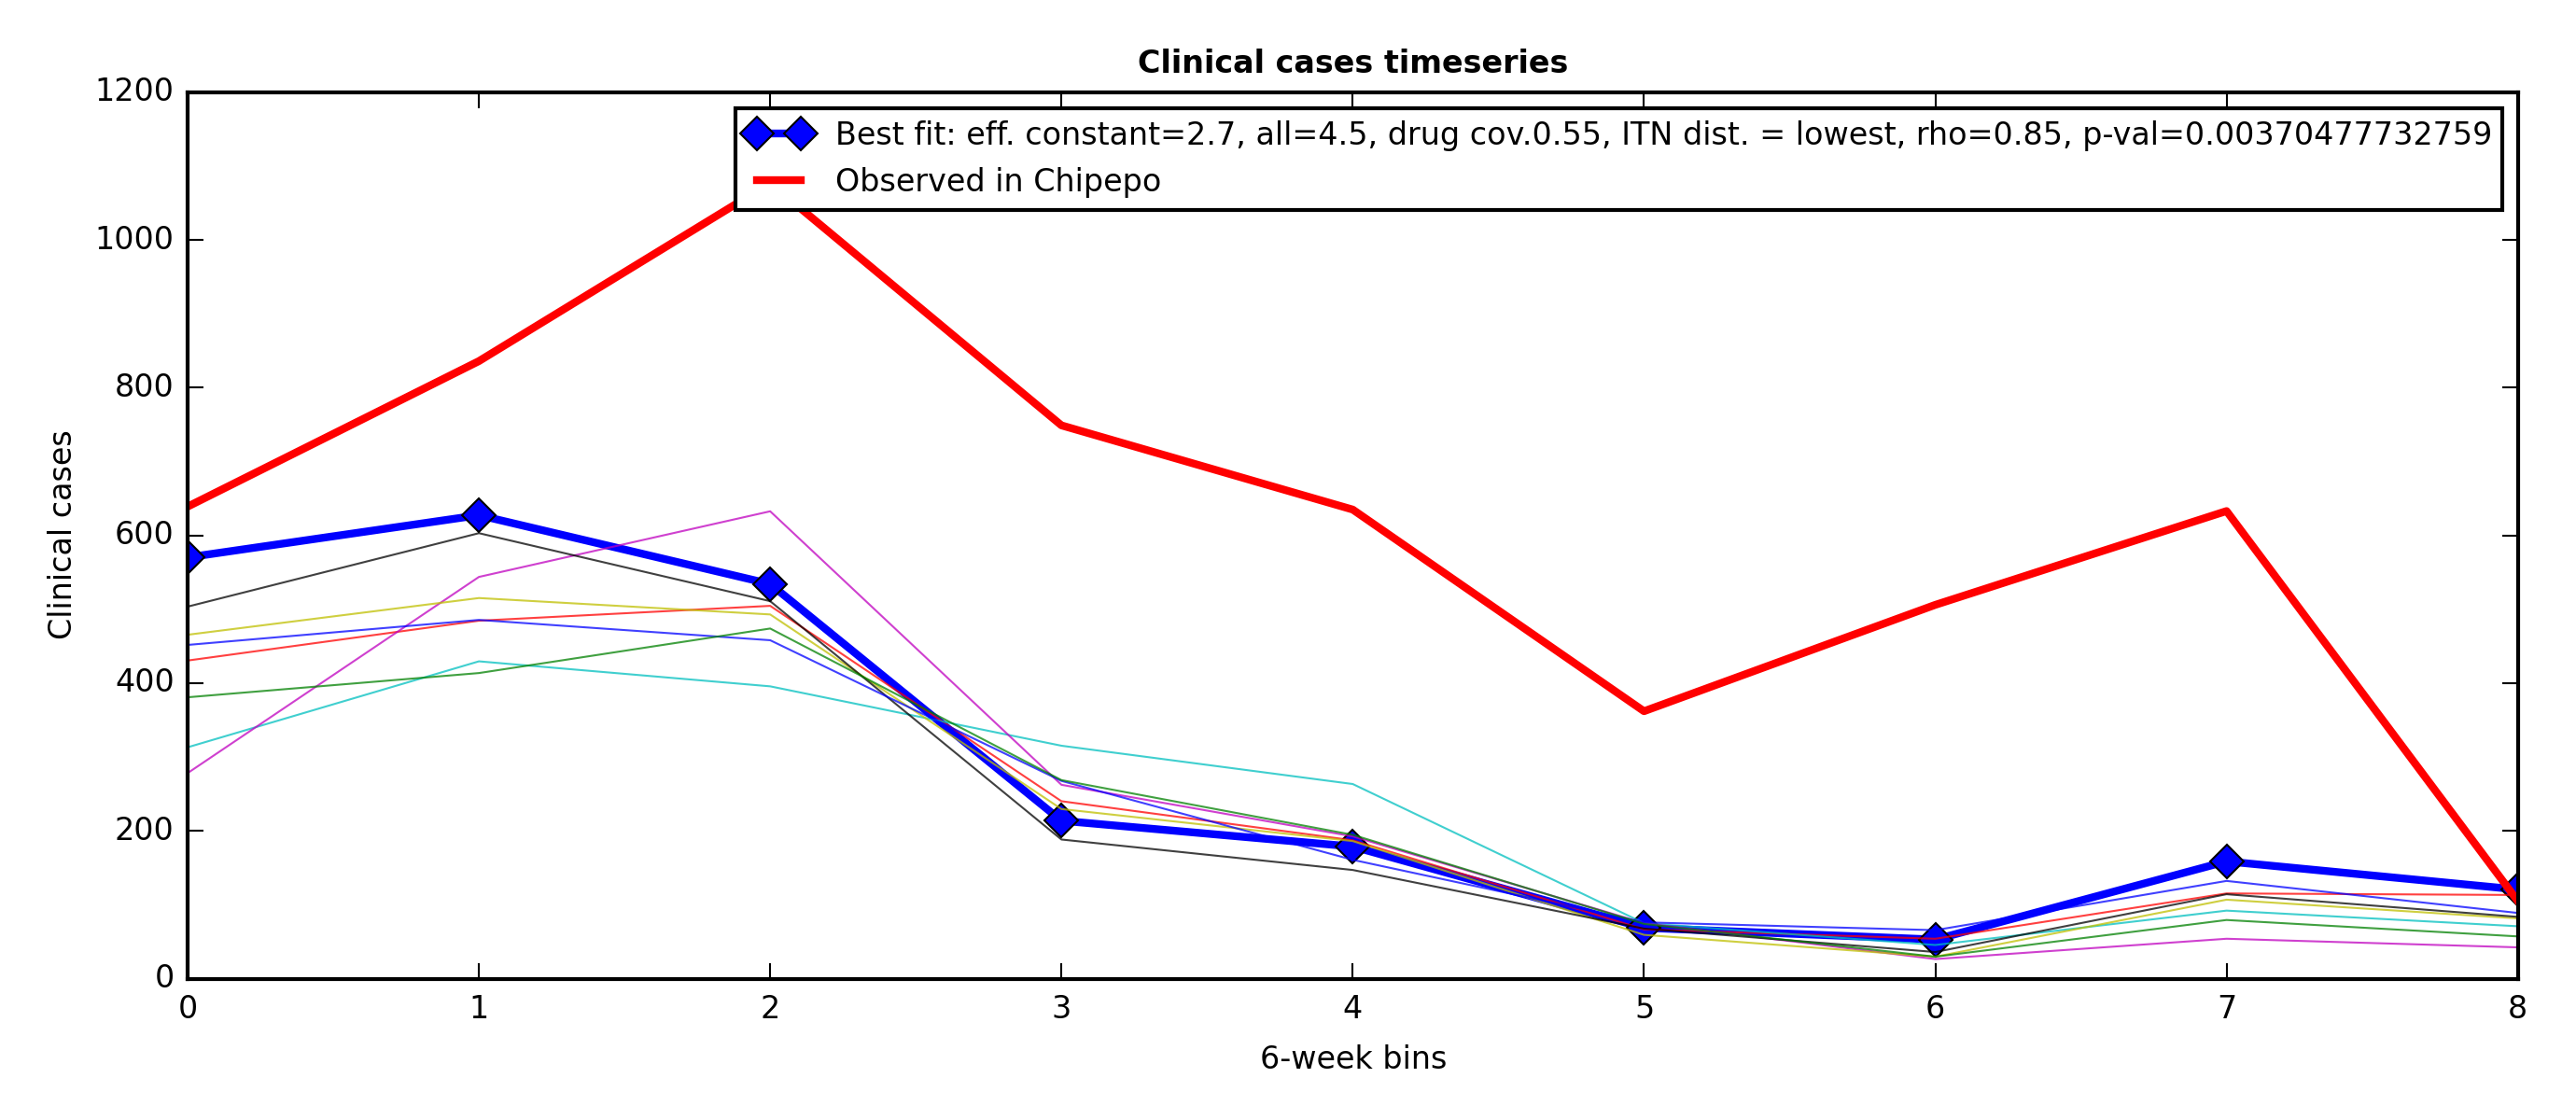 Clinical cases timeseries
Best fit: eff. constant=2.7, all=4.5, drug cov.0.55, ITN dist. = lowest, rho=0.85, p-val=0.00370477732759
Observed in Chipepo
1200
1000
800
600
400
200
0
Clinical cases
0 1 2 3 4 5 6 7 8
6-week bins